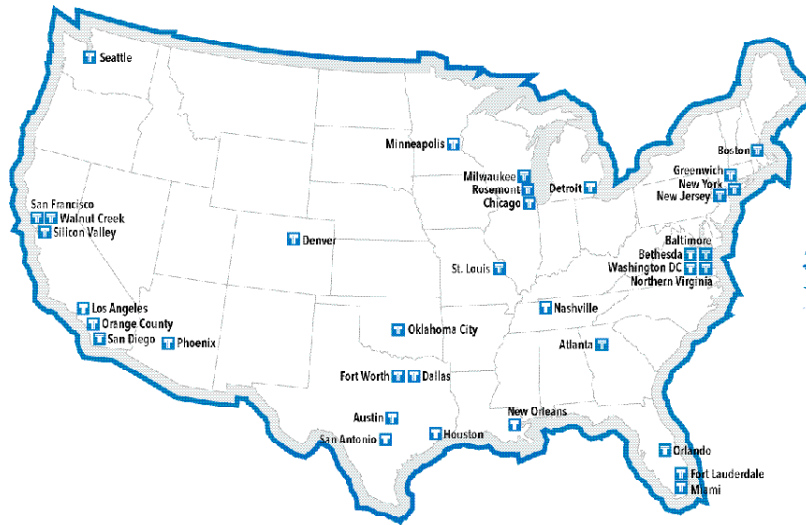 Seattle
Minneapolis
Boston
Milwaukee
Greenwich
Rosemont
Detroit
New York
Chicago
New Jersey
San Francisco
Walnut Creek
Silicon Valley
Denver
Baltimore
Bethesda
St. Louis
Washington DC
Northern Virginia
Los Angeles
Nashville
Orange County
Oklahoma City
San Diego
Phoenix
Atlanta
Fort Worth
Dallas
Austin
New Orleans
San Antonio
Houston
Orlando
Fort Lauderdale
Miami